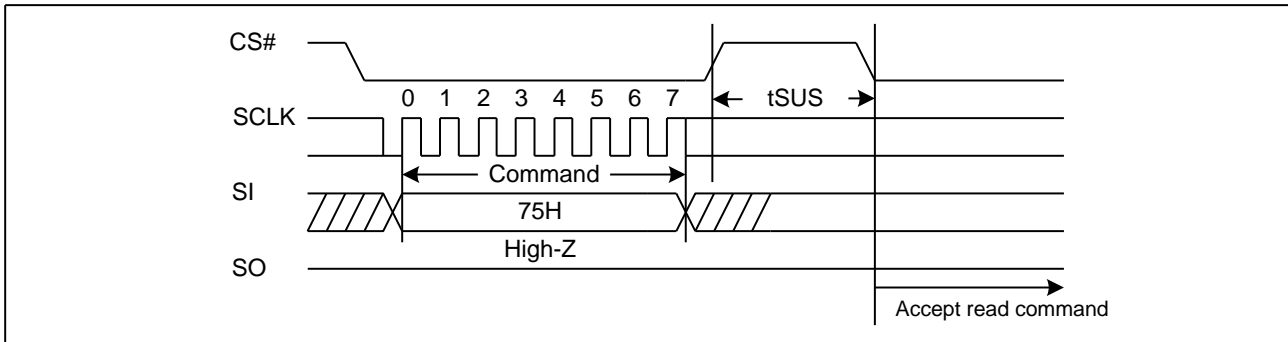 CS#
tSUS
0 1 2 3 4 5 6 7
SCLK
Command
SI
75H
High-Z
SO
Accept read command